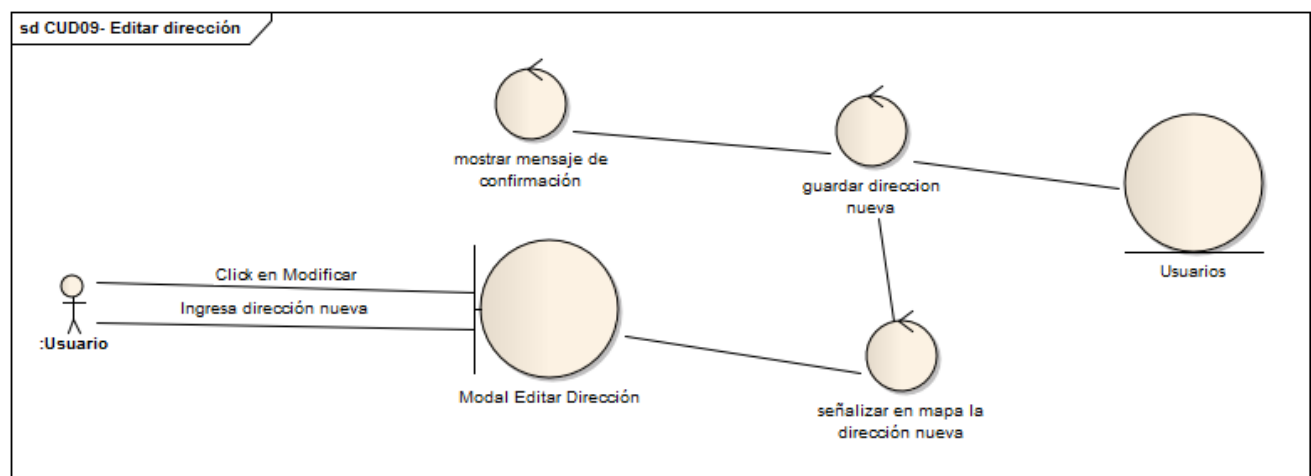 sd CUD09- Editar dirección
mostrar mensaje de
confirmación
guardar direccion
nueva
Usuarios
Click en Modificar
Ingresa dirección nueva
:Usuario
Modal Editar Dirección
señalizar en mapa la
dirección nueva